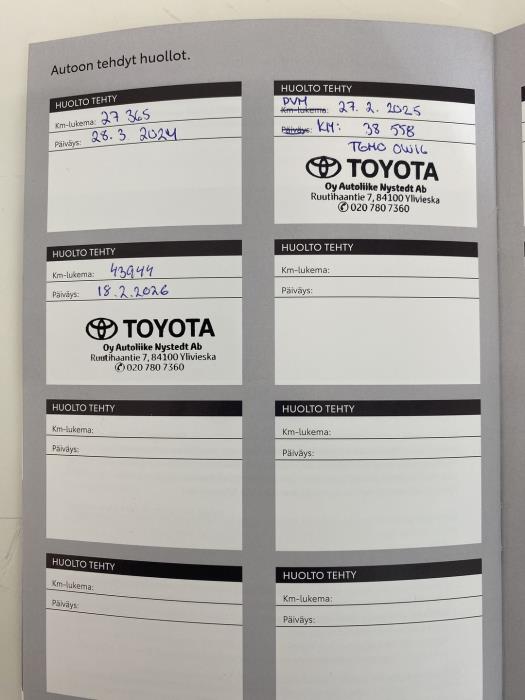 Autoon tehdyt huollot.
HUOLTO TEHTY
Km-lukema: 27 365
Päiväys: 28.3 2024
HUOLTO TEHTY
PVM
Km-lukema: 27. 2. 2025
Päiväys: KM: 38 558
TGMO 0W16
TOYOTA
Oy Autoliike Nystedt Ab
Ruutihaantie 7, 84100 Ylivieska
✆ 020 780 7360
HUOLTO TEHTY
Km-lukema: 43944
Päiväys: 18.2.2026
TOYOTA
Oy Autoliike Nystedt Ab
Ruutihaantie 7, 84100 Ylivieska
✆ 020 780 7360
HUOLTO TEHTY
Km-lukema:
Päiväys:
HUOLTO TEHTY
Km-lukema:
Päiväys:
HUOLTO TEHTY
Km-lukema:
Päiväys:
HUOLTO TEHTY
Km-lukema:
Päiväys:
HUOLTO TEHTY
Km-lukema:
Päiväys: